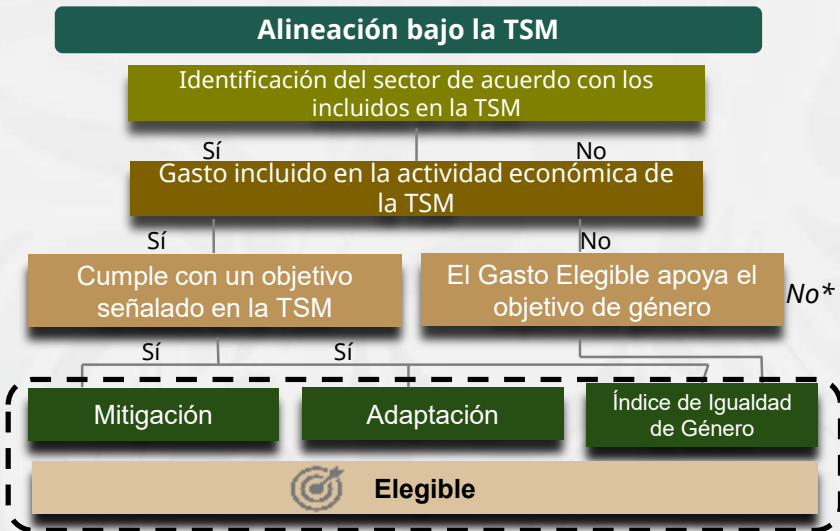 Alineación bajo la TSM
Identificación del sector de acuerdo con los
incluidos en la TSM
Sí
No
Gasto incluido en la actividad económica de
la TSM
Sí
No
Cumple con un objetivo
señalado en la TSM
El Gasto Elegible apoya el
objetivo de género
No*
Sí
Sí
Mitigación
Adaptación
Índice de Igualdad
de Género
Elegible